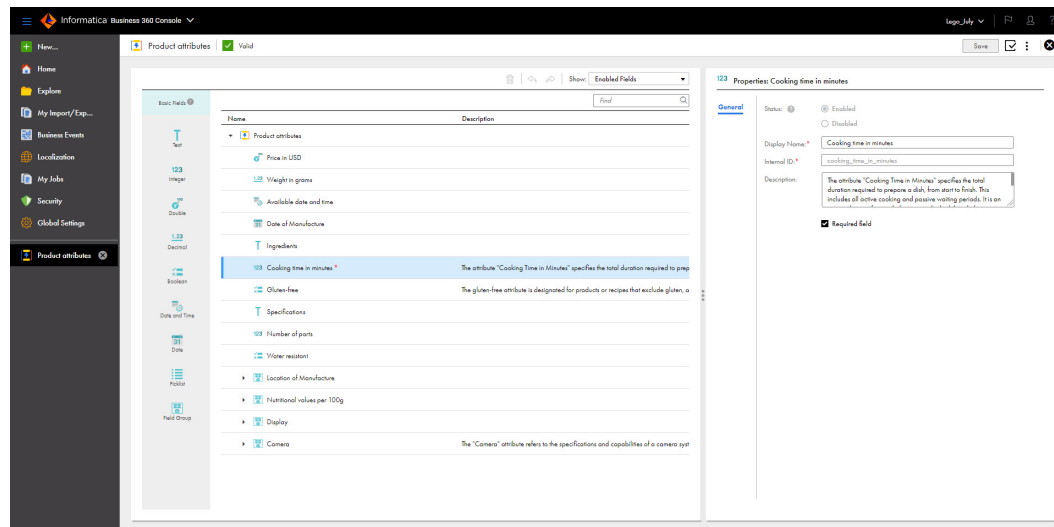 Informatica Business 360 Console
Lego_July
New...
Home
Explore
My Import/Exp...
Business Events
Localization
My Jobs
Security
Global Settings
Product attributes
Product attributes
Valid
Save
Show: Enabled Fields
Find
Basic Fields
Text
123
Integer
Double
1.23
Decimal
Boolean
Date and Time
31
Date
Picklist
Field Group
Name Description
Product attributes
Price in USD
1.23 Weight in grams
Available date and time
31 Date of Manufacture
Ingredients
123 Cooking time in minutes * The attribute "Cooking Time in Minutes" specifies the total duration required to prep
Gluten-free The gluten-free attribute is designated for products or recipes that exclude gluten, a
Specifications
123 Number of ports
Water resistant
Location of Manufacture
Nutritional values per 100g
Display
Camera The "Camera" attribute refers to the specifications and capabilities of a camera syst
123 Properties: Cooking time in minutes
General
Status: Enabled
Disabled
Display Name:* Cooking time in minutes
Internal ID:* cooking_time_in_minutes
Description: The attribute "Cooking Time in Minutes" specifies the total
duration required to prepare a dish, from start to finish. This
includes all active cooking and passive waiting periods. It is an
Required field